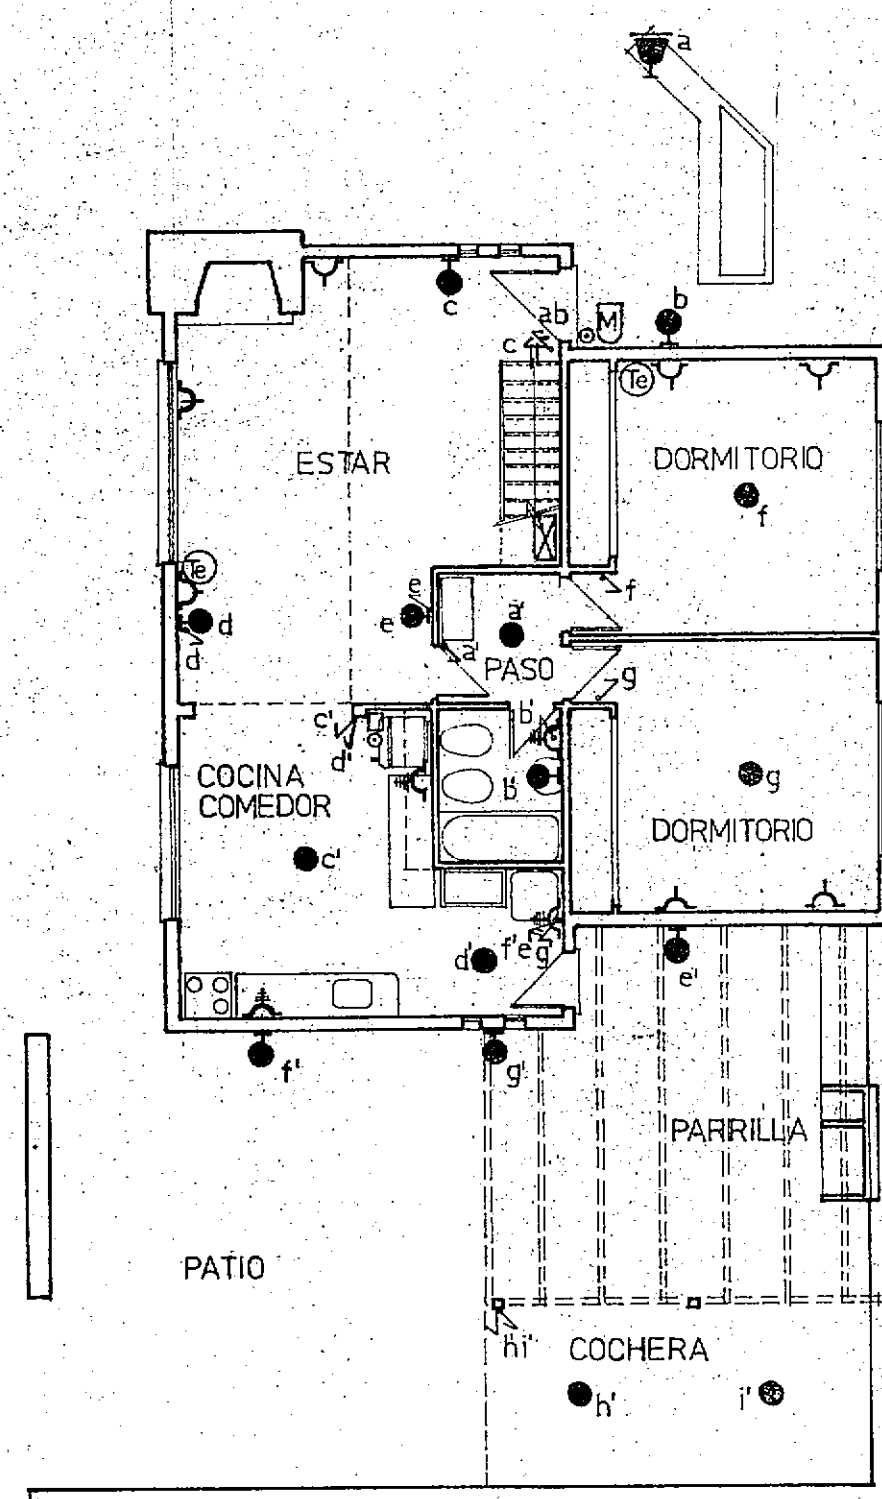 a
b
M
c
ab
c
Te
ESTAR
DORMITORIO
f
Te
e
f
d
e
a'
d
a'
PASO
g
b'
c'
d'
COCINA
COMEDOR
b'
g
DORMITORIO
c'
f' e' g'
d'
e'
f'
g'
PARRILLA
PATIO
hi'
COCHERA
h'
i'